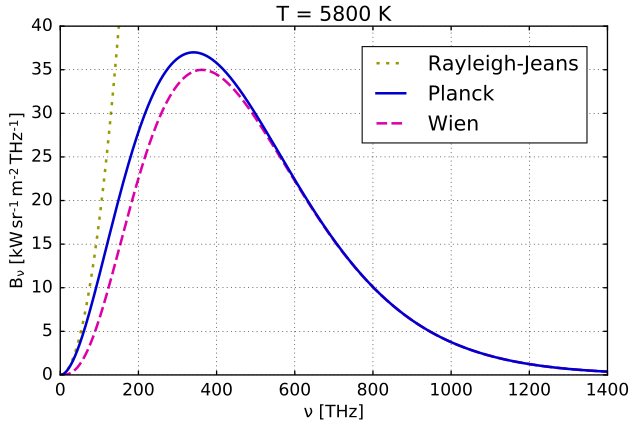 T = 5800 K
Rayleigh-Jeans
Planck
Wien
Bν [kW sr⁻¹ m⁻² THz⁻¹]
40
35
30
25
20
15
10
5
0
0 200 400 600 800 1000 1200 1400
ν [THz]